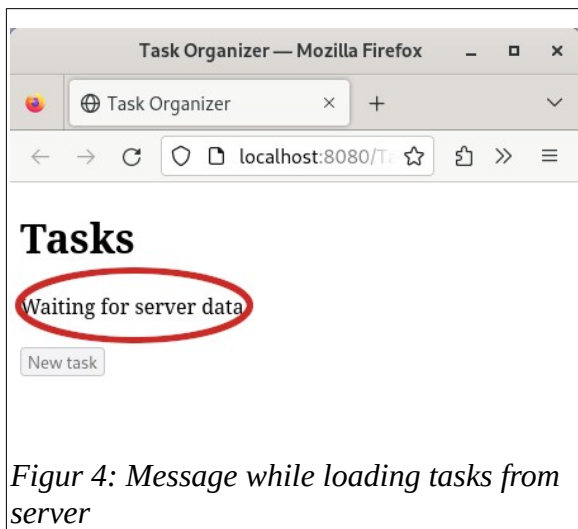 Task Organizer — Mozilla Firefox
Task Organizer
localhost:8080/Ta
Tasks
Waiting for server data
New task
Figur 4: Message while loading tasks from
server